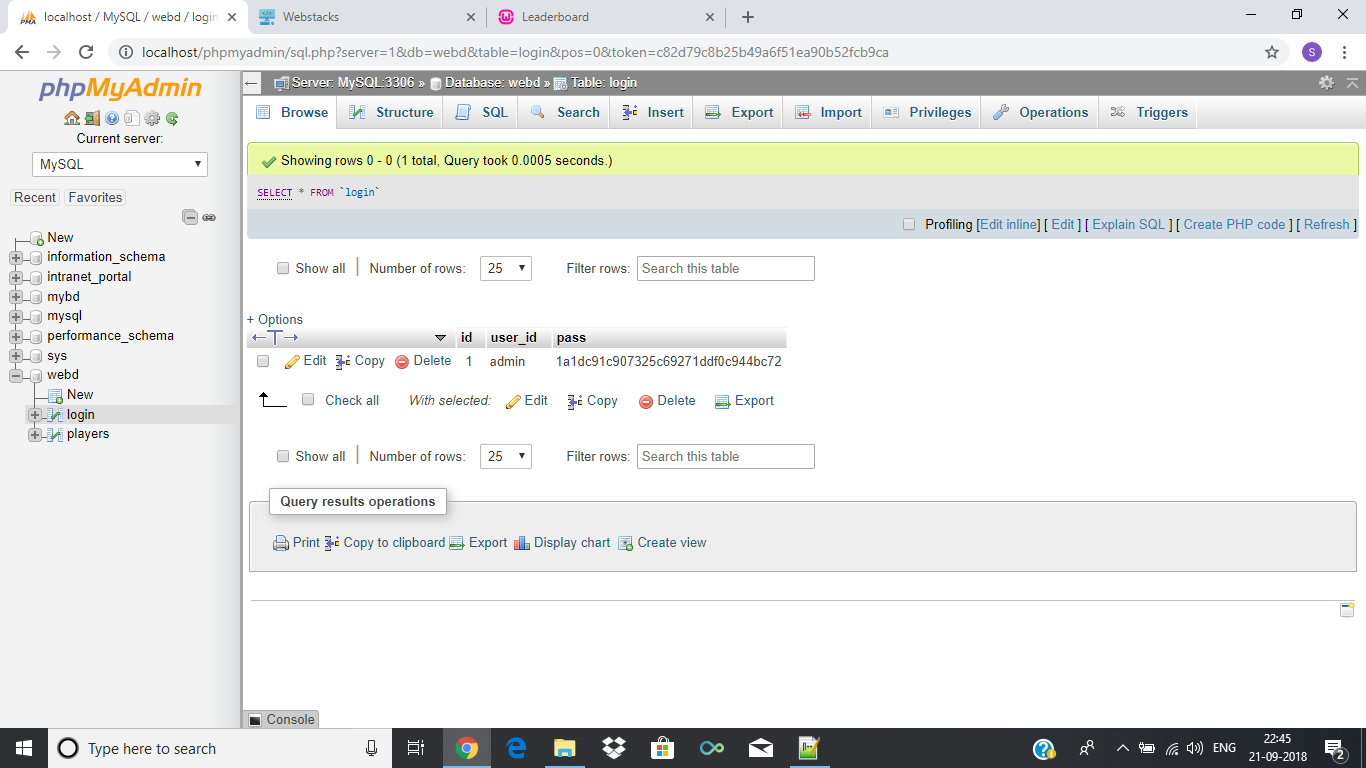 localhost / MySQL / webd / login
Webstacks
Leaderboard
localhost/phpmyadmin/sql.php?server=1&db=webd&table=login&pos=0&token=c82d79c8b25b49a6f51ea90b52fcb9ca
S
phpMyAdmin
Current server:
MySQL
Recent Favorites
New
information_schema
intranet_portal
mybd
mysql
performance_schema
sys
webd
New
login
players
Server: MySQL:3306 » Database: webd » Table: login
Browse Structure SQL Search Insert Export Import Privileges Operations Triggers
Showing rows 0 - 0 (1 total, Query took 0.0005 seconds.)
SELECT * FROM `login`
Profiling [Edit inline] [ Edit ] [ Explain SQL ] [ Create PHP code ] [ Refresh ]
Show all Number of rows: 25 Filter rows: Search this table
+ Options
id user_id pass
Edit Copy Delete 1 admin 1a1dc91c907325c69271ddf0c944bc72
Check all With selected: Edit Copy Delete Export
Show all Number of rows: 25 Filter rows: Search this table
Query results operations
Print Copy to clipboard Export Display chart Create view
Console
Type here to search
ENG
22:45
21-09-2018
2